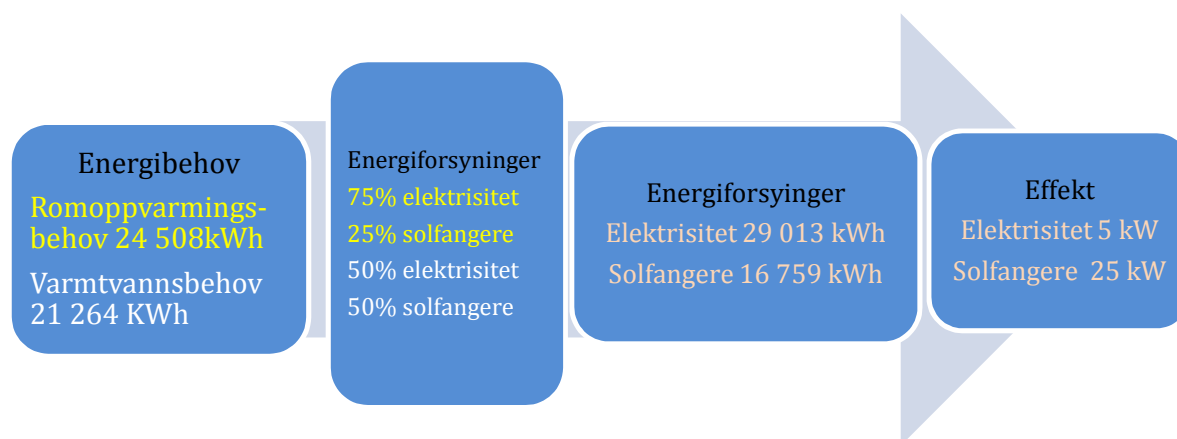 Energibehov
Romoppvarmings-
behov 24 508kWh
Varmtvannsbehov
21 264 KWh
Energiforsyninger
75% elektrisitet
25% solfangere
50% elektrisitet
50% solfangere
Energiforsyinger
Elektrisitet 29 013 kWh
Solfangere 16 759 kWh
Effekt
Elektrisitet 5 kW
Solfangere 25 kW